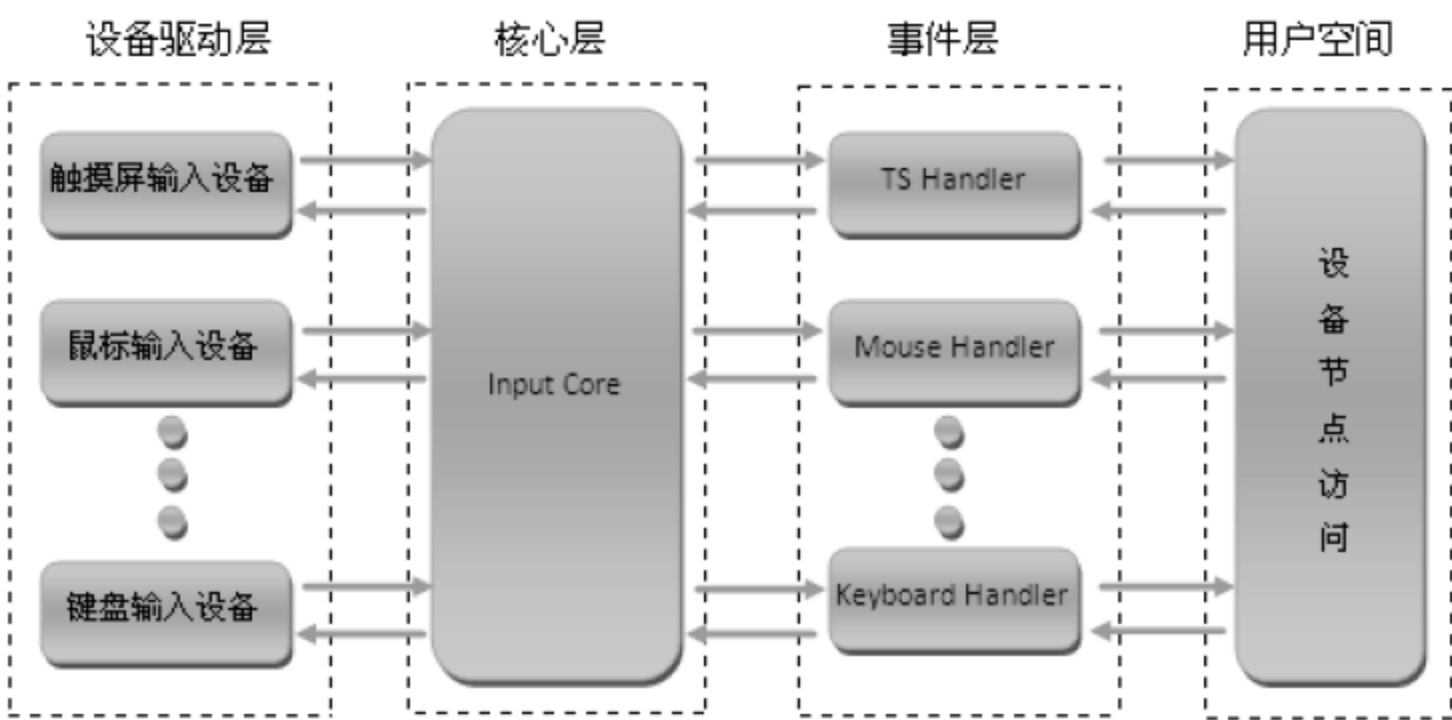 设备驱动层
核心层
事件层
用户空间
触摸屏输入设备
鼠标输入设备
键盘输入设备
Input Core
TS Handler
Mouse Handler
Keyboard Handler
设备节点访问